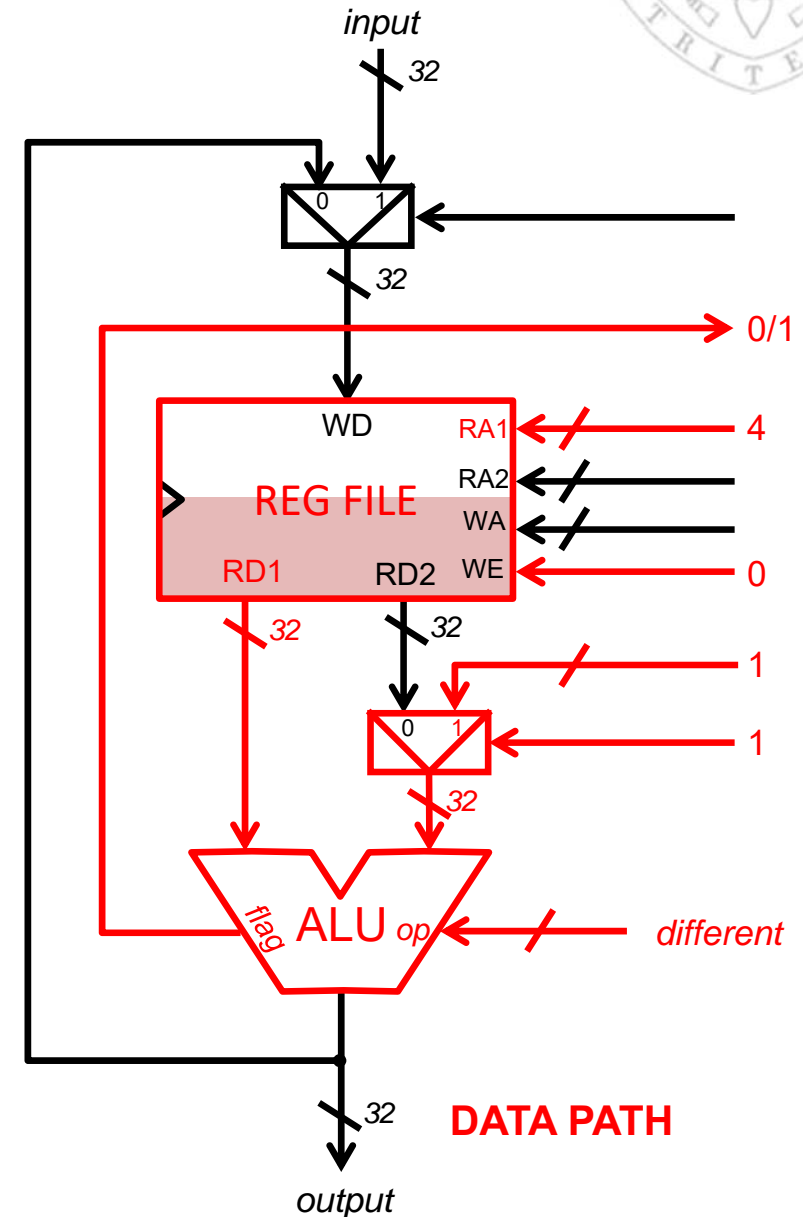 input
32
T R I T E
0 1
32
0/1
WD
RA1
4
RA2
REG FILE
WA
RD1
RD2
WE
0
32
32
1
0 1
1
32
flag
ALU
op
different
32
DATA PATH
output